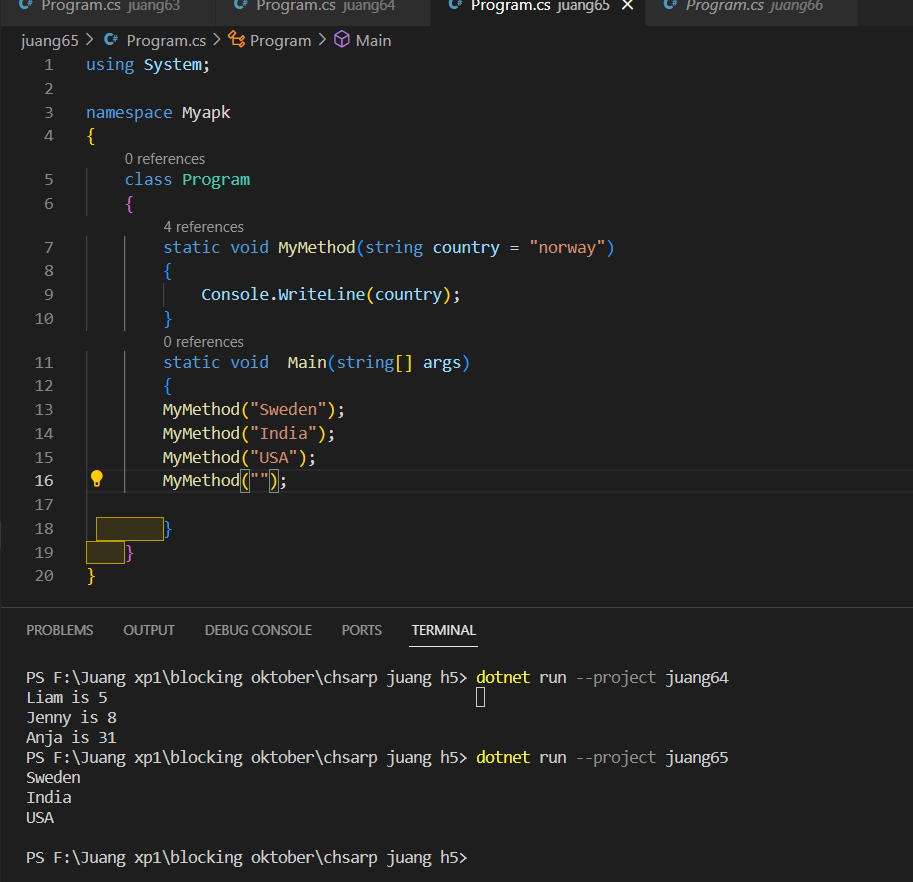 Program.cs juang63 Program.cs juang64 Program.cs juang65 × Program.cs juang66
juang65 > Program.cs > Program > Main
1 using System;
2
3 namespace Myapk
4 {
0 references
5 class Program
6 {
4 references
7 static void MyMethod(string country = "norway")
8 {
9 Console.WriteLine(country);
10 }
0 references
11 static void  Main(string[] args)
12 {
13 MyMethod("Sweden");
14 MyMethod("India");
15 MyMethod("USA");
16 MyMethod("");
17
18 }
19 }
20 }
PROBLEMS OUTPUT DEBUG CONSOLE PORTS TERMINAL
PS F:\Juang xp1\blocking oktober\chsarp juang h5> dotnet run --project juang64
Liam is 5
Jenny is 8
Anja is 31
PS F:\Juang xp1\blocking oktober\chsarp juang h5> dotnet run --project juang65
Sweden
India
USA
PS F:\Juang xp1\blocking oktober\chsarp juang h5>